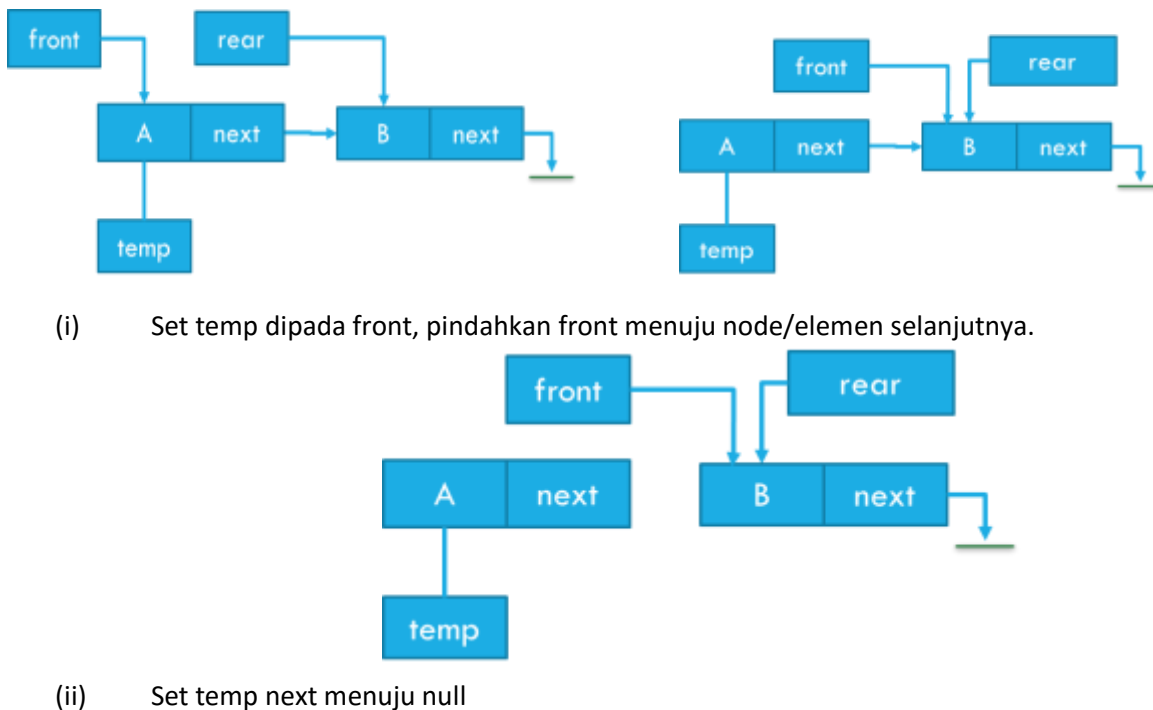 front
rear
A
next
B
next
temp
front
rear
A
next
B
next
temp
(i) Set temp dipada front, pindahkan front menuju node/elemen selanjutnya.
front
rear
A
next
B
next
temp
(ii) Set temp next menuju null